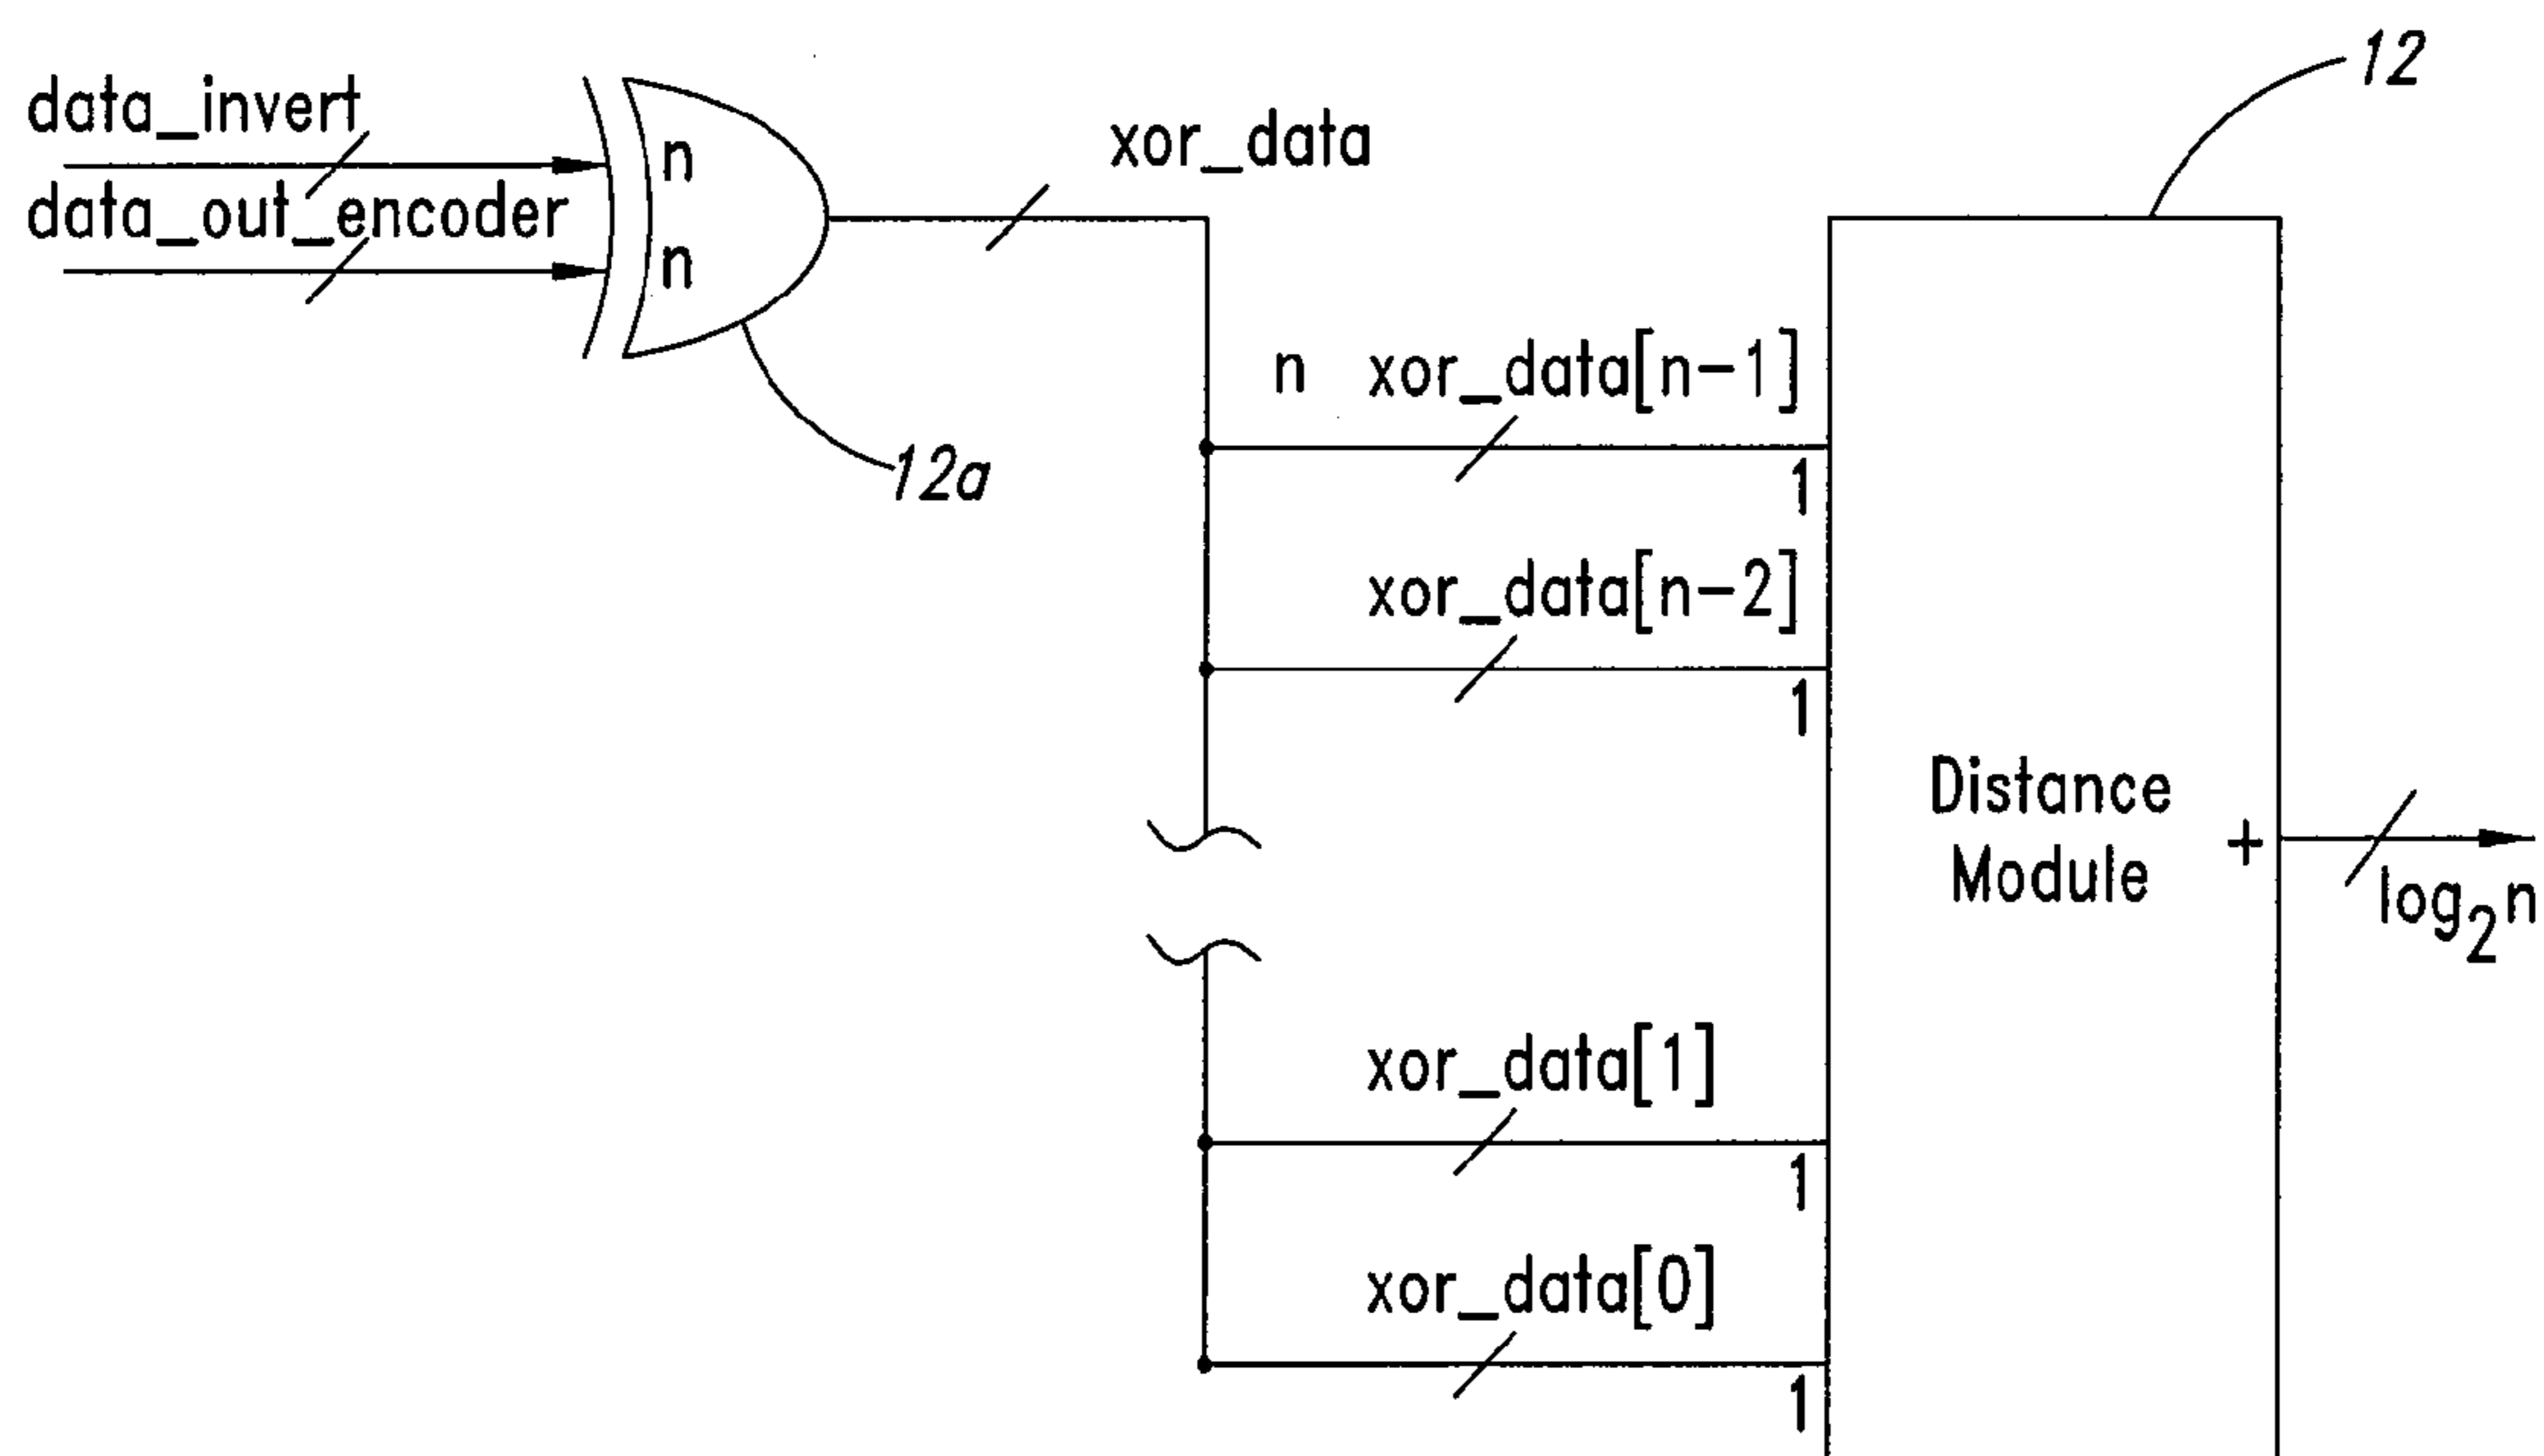 12
data_invert
n
xor_data
data_out_encoder
n
12a
n xor_data[n-1]
1
xor_data[n-2]
1
Distance
Module
+
log2n
xor_data[1]
1
xor_data[0]
1